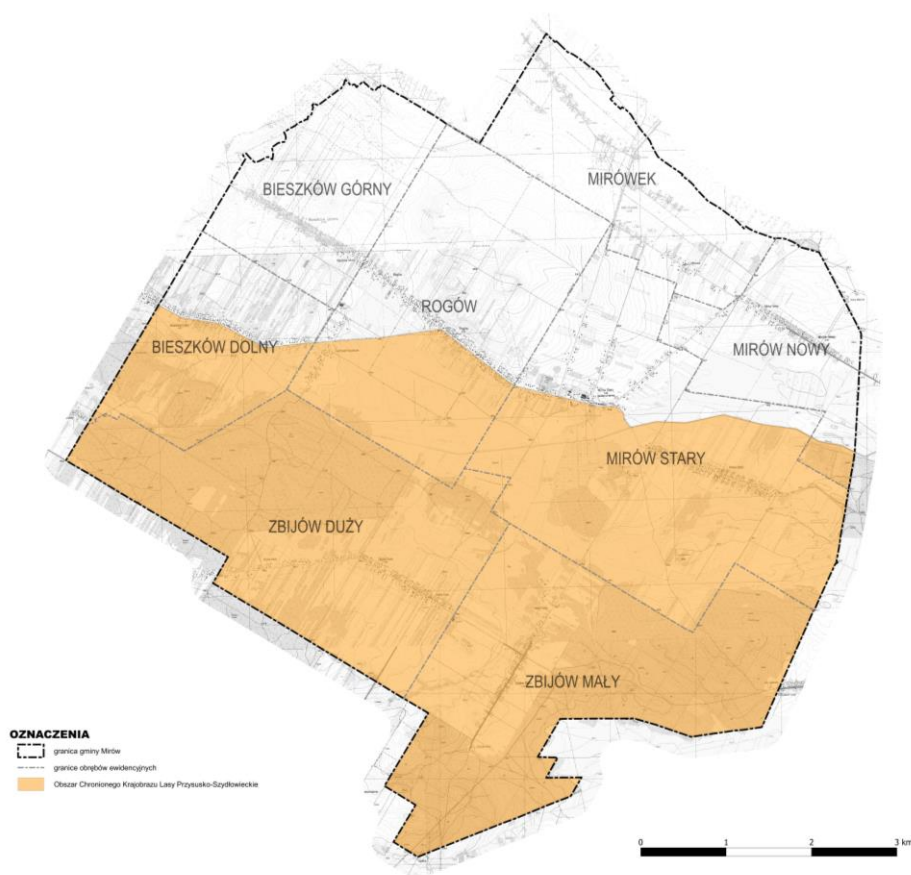 MIRÓWEK
BIESZKÓW GÓRNY
ROGÓW
BIESZKÓW DOLNY
MIRÓW NOWY
MIRÓW STARY
ZBIJÓW DUŻY
ZBIJÓW MAŁY
OZNACZENIA
granica gminy Mirów
granice obrębów ewidencyjnych
Obszar Chronionego Krajobrazu Lasy Przysusko-Szydłowieckie
0 1 2 3 km